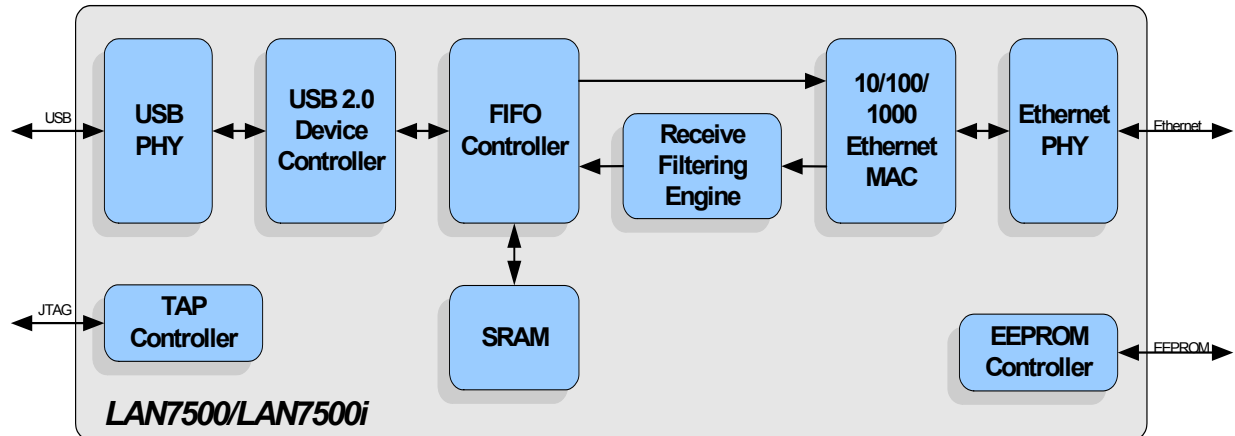 USB
USB
PHY
USB 2.0
Device
Controller
FIFO
Controller
Receive
Filtering
Engine
10/100/
1000
Ethernet
MAC
Ethernet
PHY
Ethernet
JTAG
TAP
Controller
SRAM
EEPROM
Controller
EEPROM
LAN7500/LAN7500i